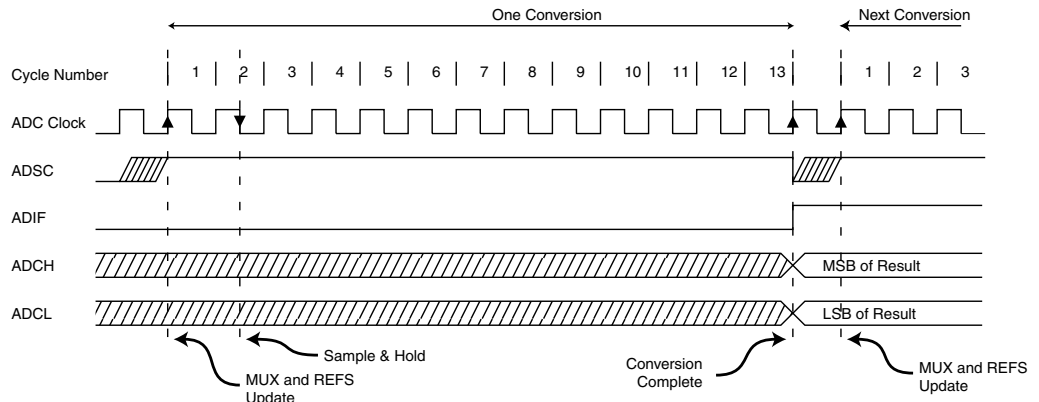 One Conversion Next Conversion
Cycle Number 1 2 3 4 5 6 7 8 9 10 11 12 13 1 2 3
ADC Clock
ADSC
ADIF
ADCH MSB of Result
ADCL LSB of Result
Sample & Hold
MUX and REFS
Update
Conversion
Complete
MUX and REFS
Update